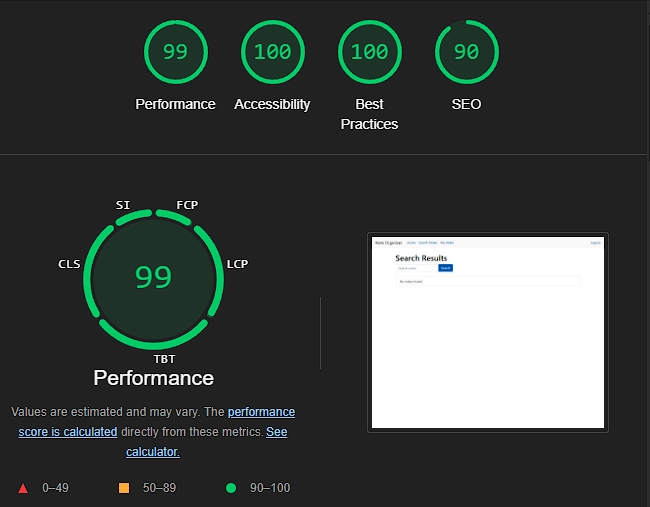 99
100
100
90
Performance
Accessibility
Best
Practices
SEO
SI
FCP
CLS
LCP
99
TBT
Performance
Values are estimated and may vary. The performance
score is calculated directly from these metrics. See
calculator.
0–49
50–89
90–100
Note Organizer Home Search Notes My Notes Logout
Search Results
Search notes Search
No notes found.